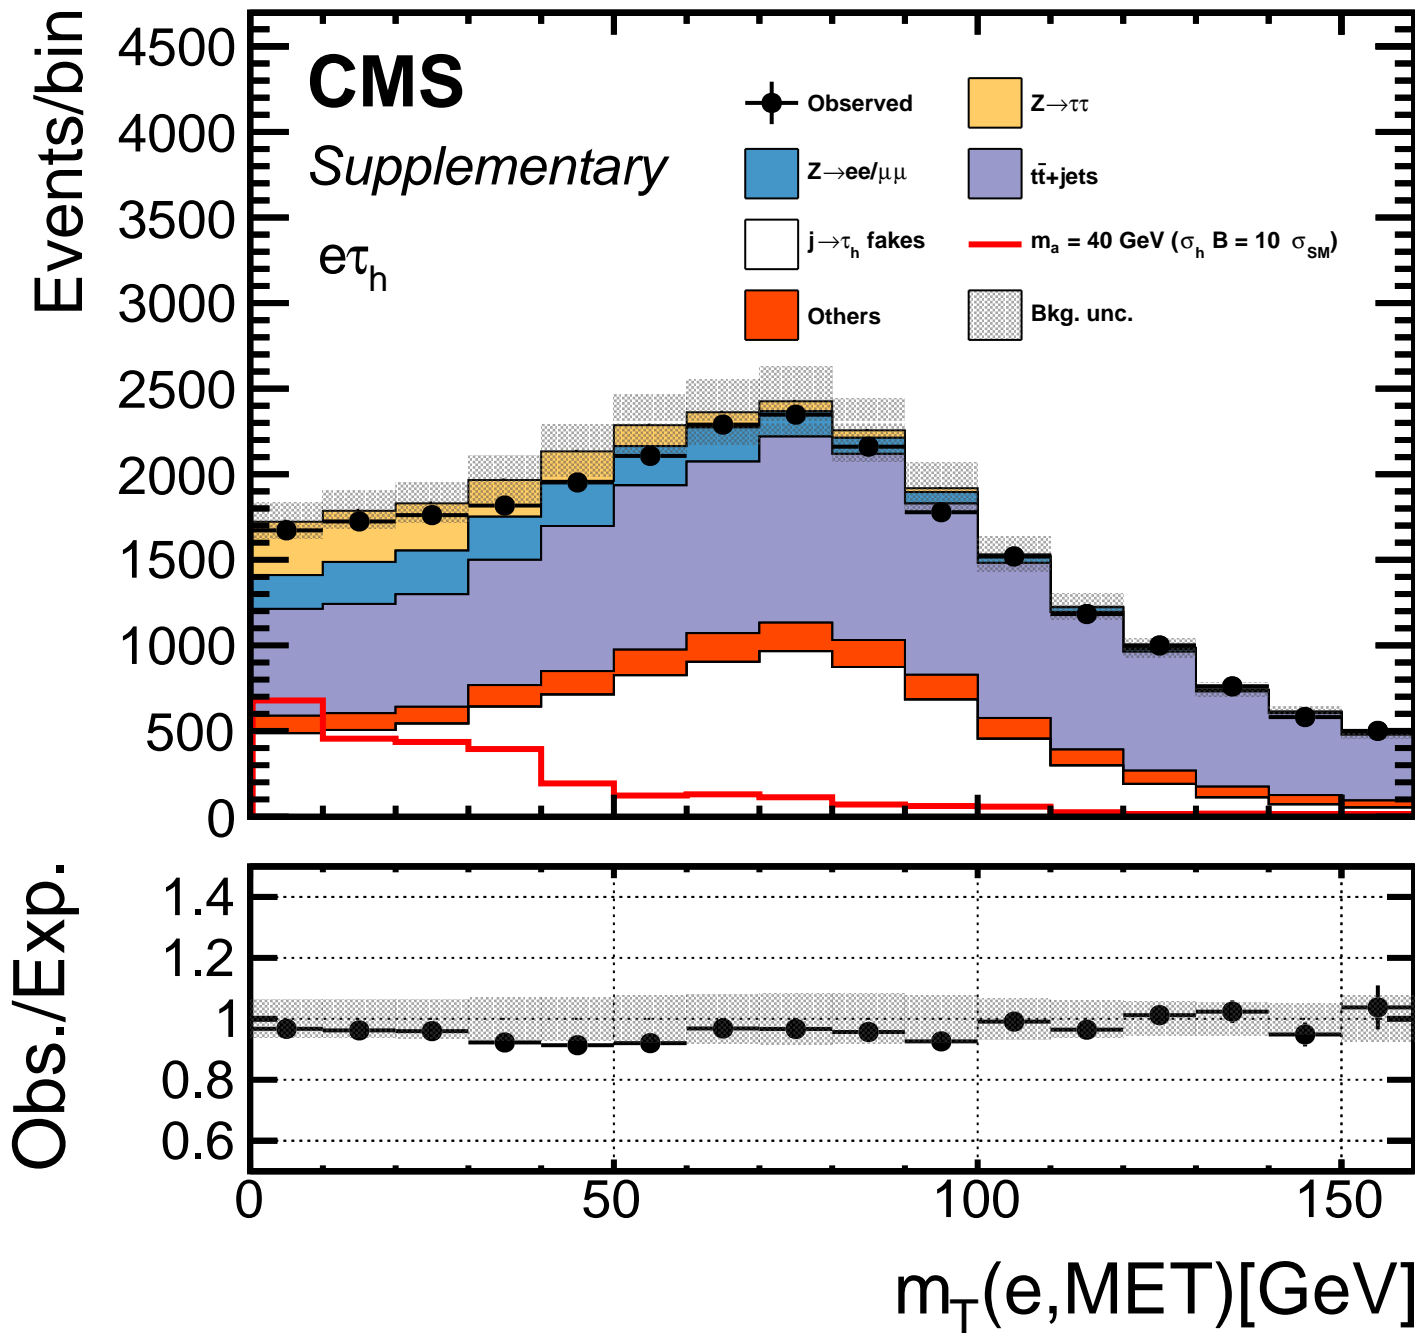 Events/bin
4500
4000
3500
3000
2500
2000
1500
1000
500
0
CMS
Supplementary
eτh
Observed
Z→ττ
Z→ee/μμ
tt̄+jets
j→τh fakes
ma = 40 GeV (σh B = 10 σSM)
Others
Bkg. unc.
Obs./Exp.
1.4
1.2
1
0.8
0.6
0
50
100
150
mT(e,MET)[GeV]